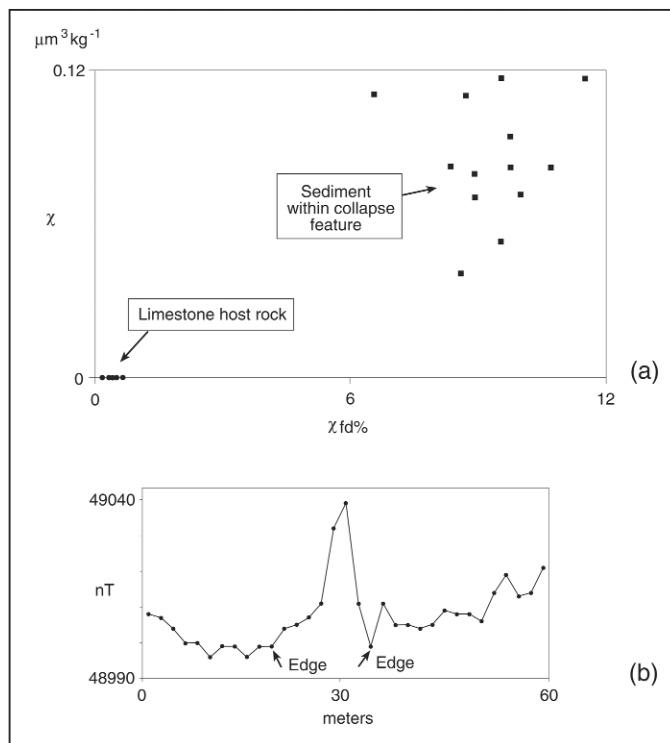 μm³kg⁻¹
0.12
Sediment
within collapse
feature
χ
Limestone host rock
0
(a)
0
6
12
χfd%
49040
nT
Edge
Edge
48990
(b)
0
30
60
meters